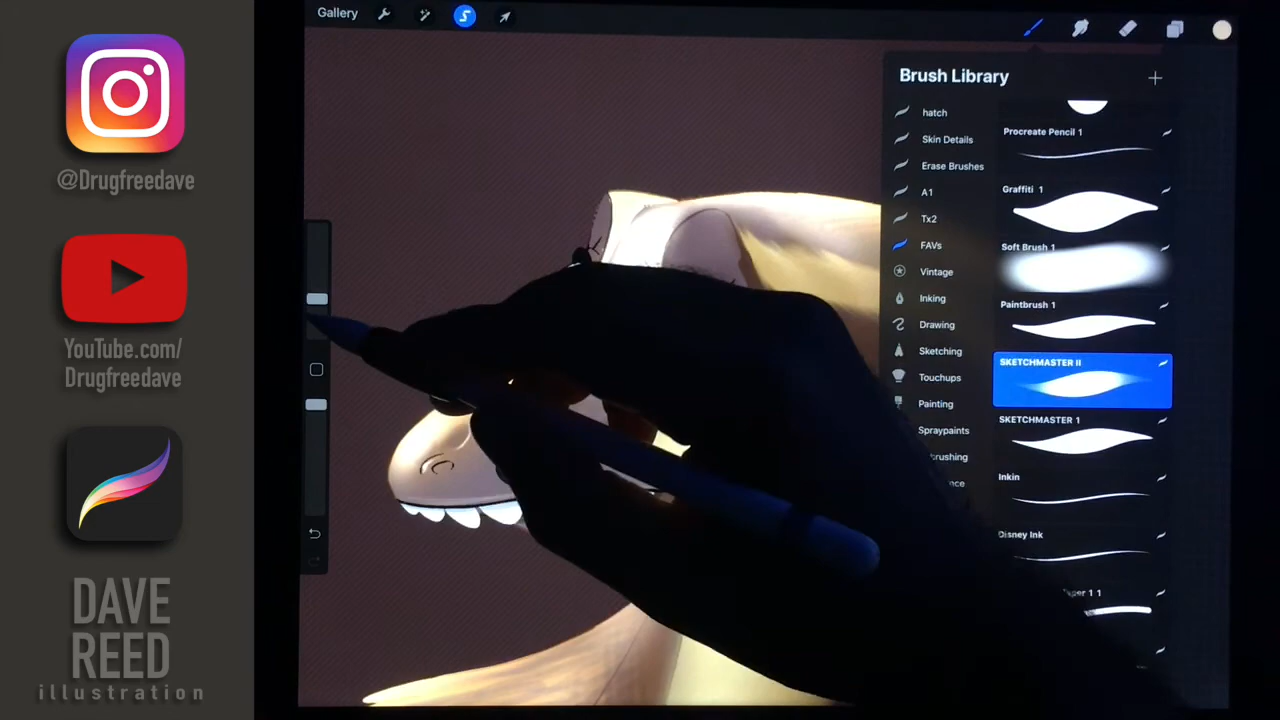 @Drugfreedave
YouTube.com/
Drugfreedave
DAVE
REED
illustration
Gallery
Brush Library
hatch
Skin Details
Erase Brushes
A1
Tx2
FAVs
Vintage
Inking
Drawing
Sketching
Touchups
Painting
Spraypaints
Procreate Pencil 1
Graffiti 1
Soft Brush 1
Paintbrush 1
SKETCHMASTER II
SKETCHMASTER 1
Inkin
Disney Ink